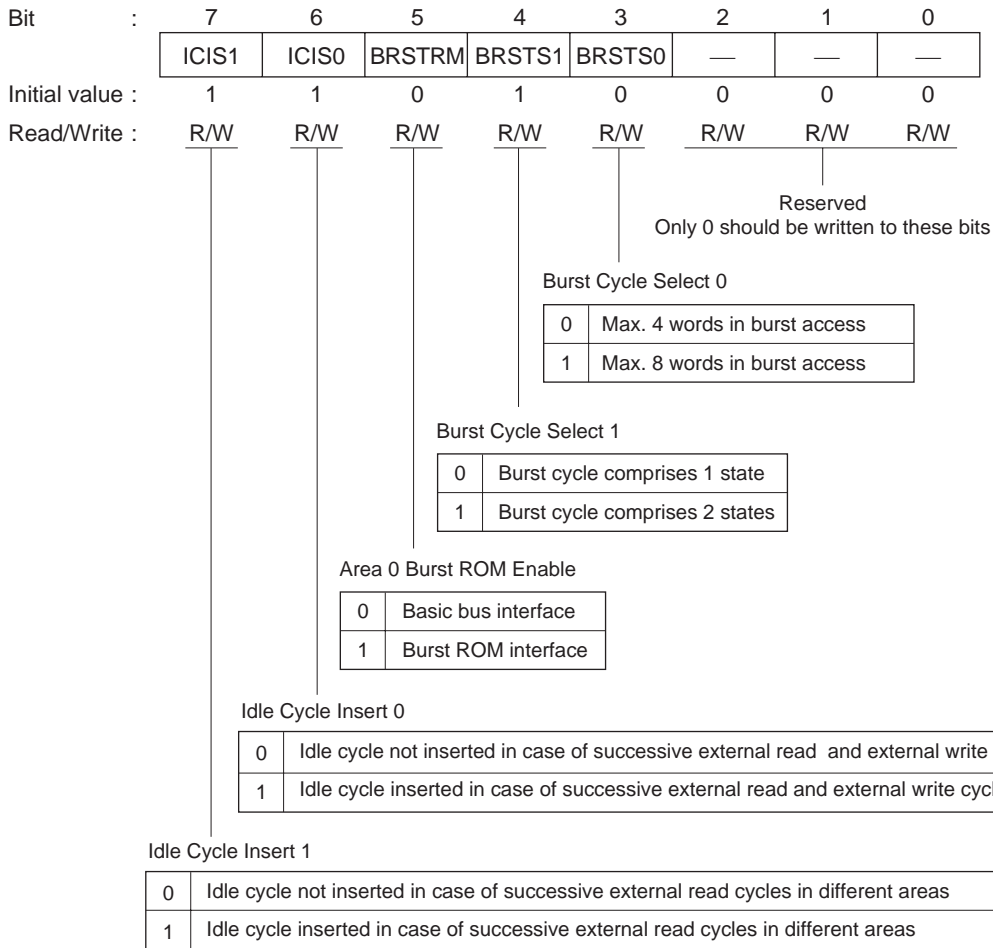 Bit : 7 6 5 4 3 2 1 0
ICIS1 ICIS0 BRSTRM BRSTS1 BRSTS0 — — —
Initial value : 1 1 0 1 0 0 0 0
Read/Write : R/W R/W R/W R/W R/W R/W R/W R/W
Reserved
Only 0 should be written to these bits
Burst Cycle Select 0
0 Max. 4 words in burst access
1 Max. 8 words in burst access
Burst Cycle Select 1
0 Burst cycle comprises 1 state
1 Burst cycle comprises 2 states
Area 0 Burst ROM Enable
0 Basic bus interface
1 Burst ROM interface
Idle Cycle Insert 0
0 Idle cycle not inserted in case of successive external read and external write
1 Idle cycle inserted in case of successive external read and external write
Idle Cycle Insert 1
0 Idle cycle not inserted in case of successive external read cycles in different areas
1 Idle cycle inserted in case of successive external read cycles in different areas